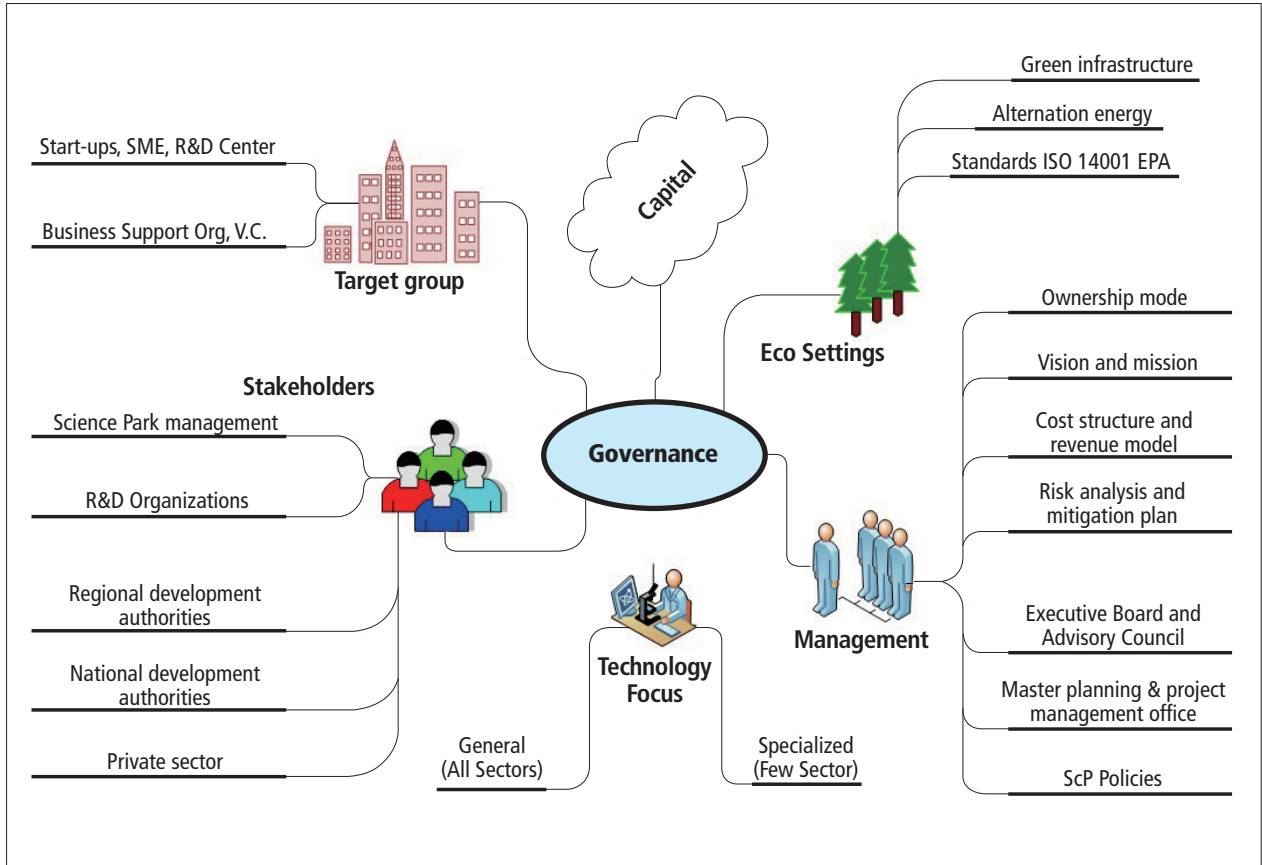 Green infrastructure
Alternation energy
Standards ISO 14001 EPA
Start-ups, SME, R&D Center
Business Support Org, V.C.
Target group
Capital
Eco Settings
Ownership mode
Vision and mission
Cost structure and
revenue model
Risk analysis and
mitigation plan
Executive Board and
Advisory Council
Master planning & project
management office
ScP Policies
Stakeholders
Science Park management
R&D Organizations
Regional development
authorities
National development
authorities
Private sector
Governance
Management
Technology
Focus
General
(All Sectors)
Specialized
(Few Sector)